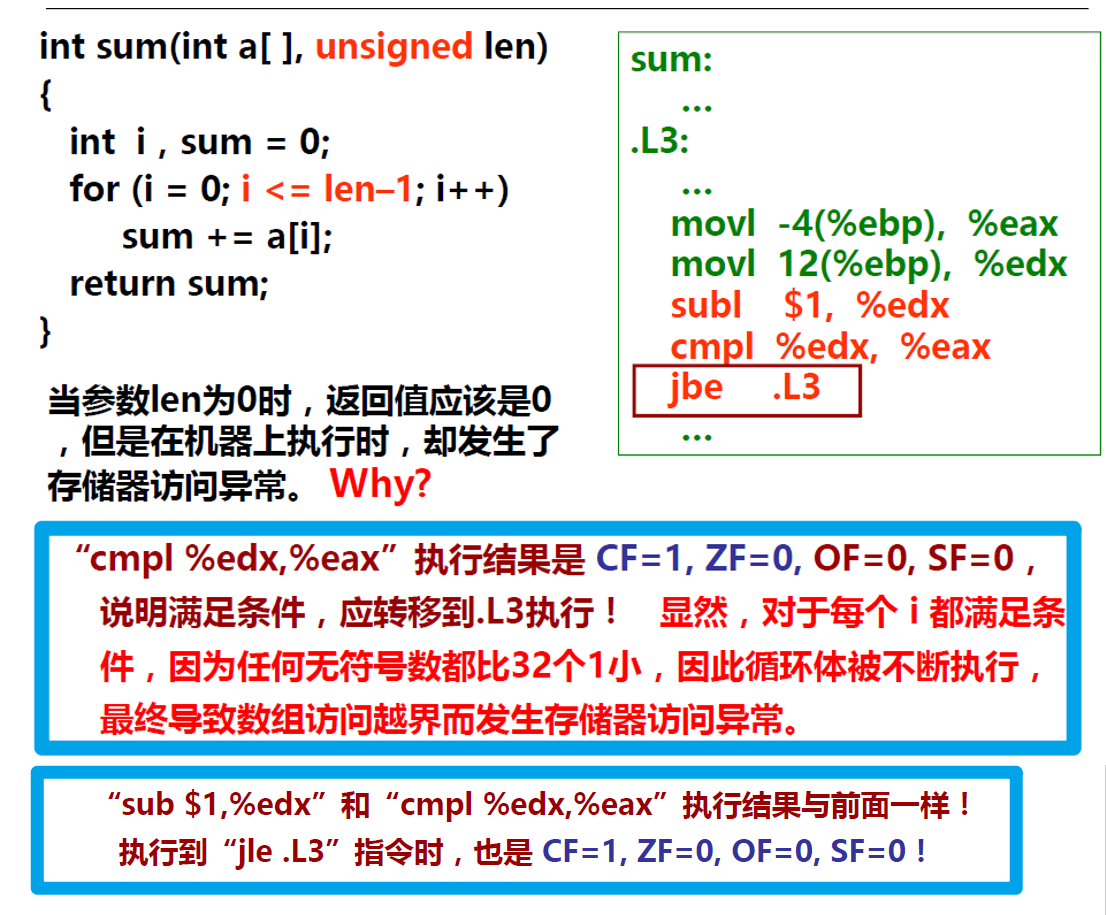 int sum(int a[ ], unsigned len)
{
int i , sum = 0;
for (i = 0; i <= len–1; i++)
sum += a[i];
return sum;
}
当参数len为0时，返回值应该是0
，但是在机器上执行时，却发生了
存储器访问异常。 Why?
sum:
...
.L3:
...
movl -4(%ebp), %eax
movl 12(%ebp), %edx
subl $1, %edx
cmpl %edx, %eax
jbe .L3
...
“cmpl %edx,%eax”执行结果是 CF=1, ZF=0, OF=0, SF=0，
说明满足条件，应转移到.L3执行！ 显然，对于每个 i 都满足条
件，因为任何无符号数都比32个1小，因此循环体被不断执行，
最终导致数组访问越界而发生存储器访问异常。
“sub $1,%edx”和“cmpl %edx,%eax”执行结果与前面一样！
执行到“jle .L3”指令时，也是 CF=1, ZF=0, OF=0, SF=0！